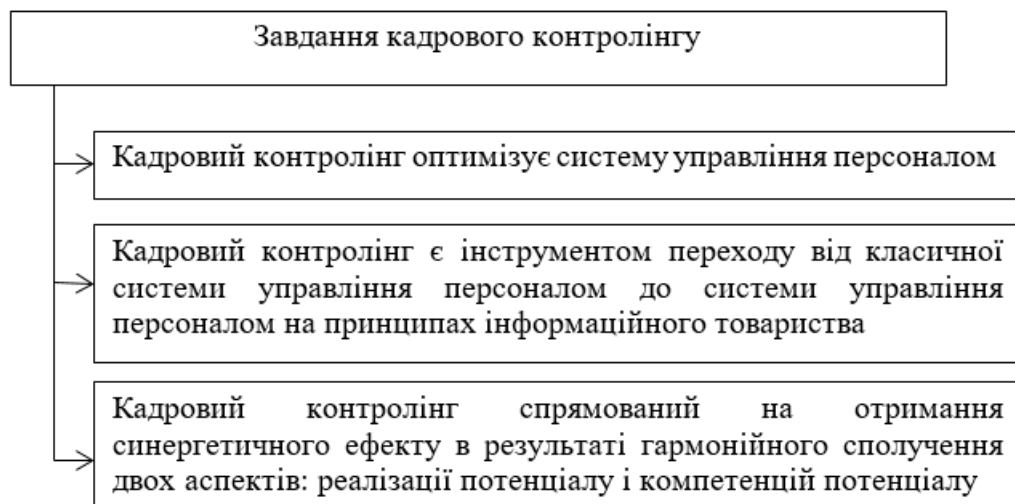 Завдання кадрового контролінгу
Кадровий контролінг оптимізує систему управління персоналом
Кадровий контролінг є інструментом переходу від класичної
системи управління персоналом до системи управління
персоналом на принципах інформаційного товариства
Кадровий контролінг спрямований на отримання
синергетичного ефекту в результаті гармонійного сполучення
двох аспектів: реалізації потенціалу і компетенцій потенціалу